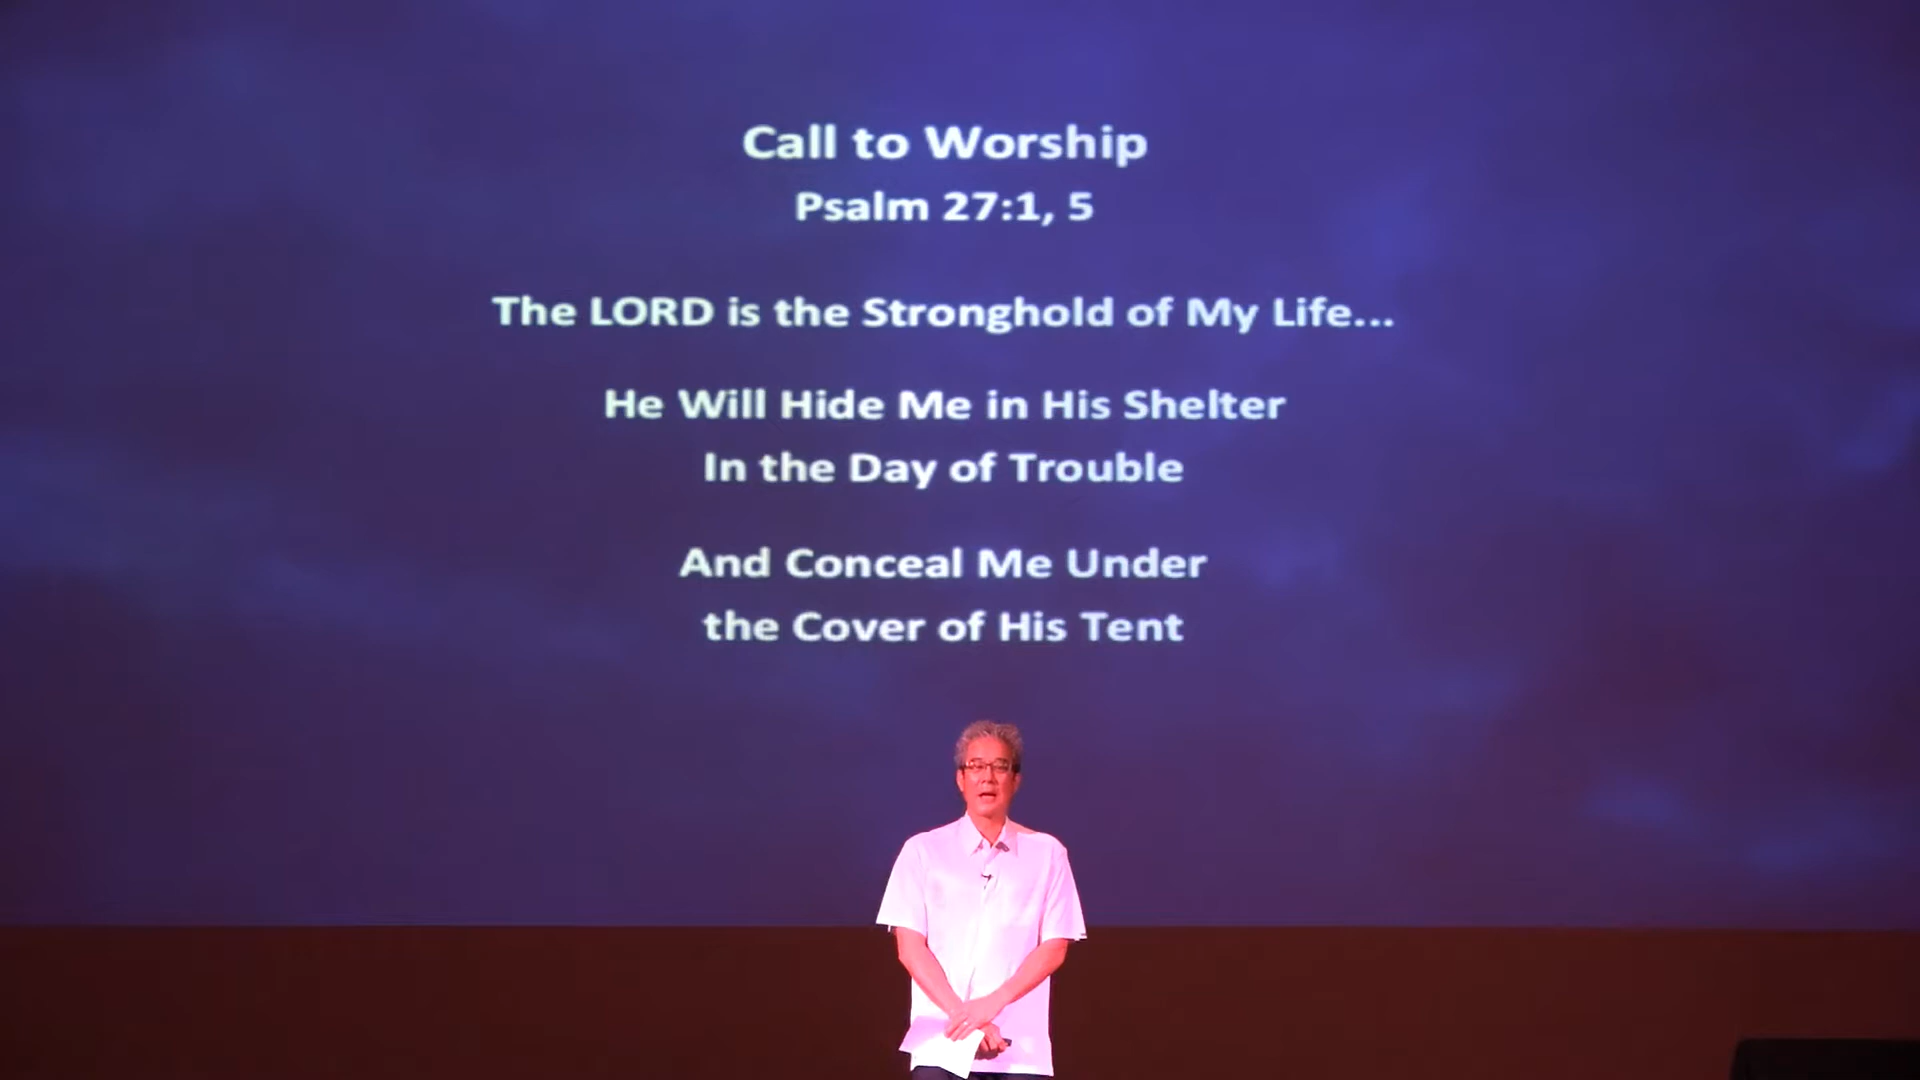 Call to Worship
Psalm 27:1, 5
The LORD is the Stronghold of My Life...
He Will Hide Me in His Shelter
In the Day of Trouble
And Conceal Me Under
the Cover of His Tent